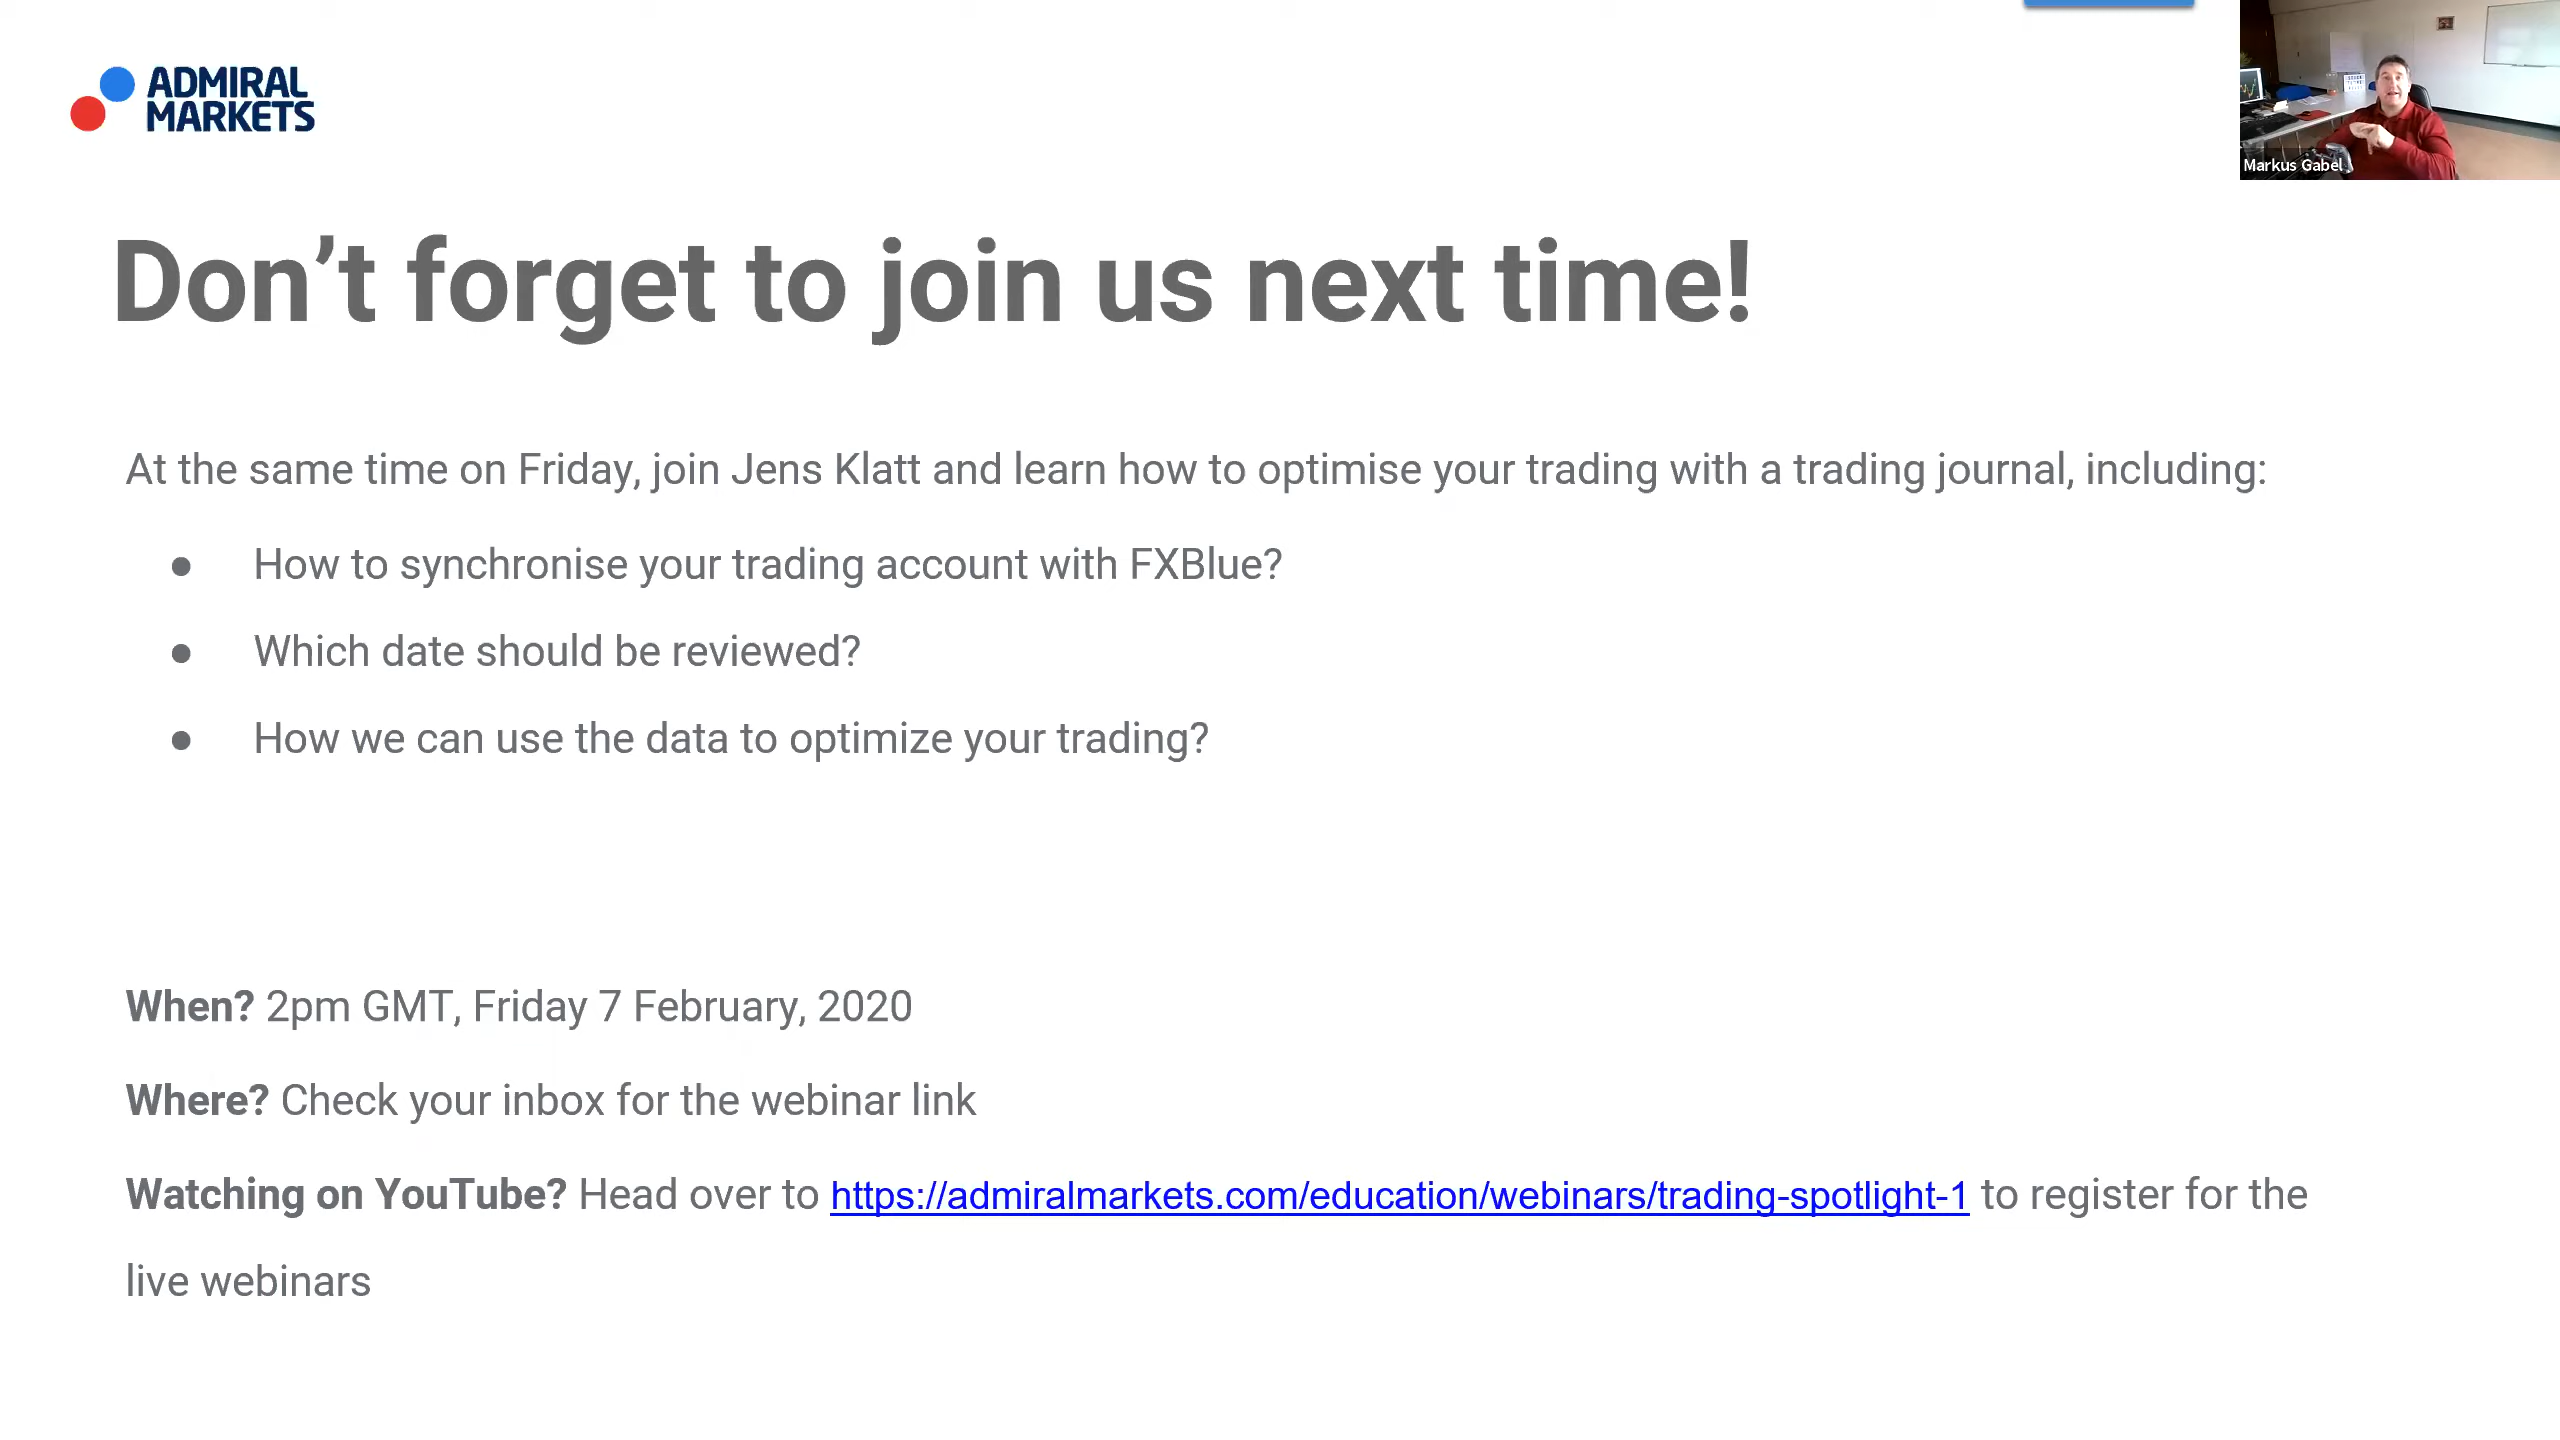 ADMIRAL
MARKETS
Markus Gabel
Don’t forget to join us next time!
At the same time on Friday, join Jens Klatt and learn how to optimise your trading with a trading journal, including:
● How to synchronise your trading account with FXBlue?
● Which date should be reviewed?
● How we can use the data to optimize your trading?
When? 2pm GMT, Friday 7 February, 2020
Where? Check your inbox for the webinar link
Watching on YouTube? Head over to https://admiralmarkets.com/education/webinars/trading-spotlight-1 to register for the
live webinars